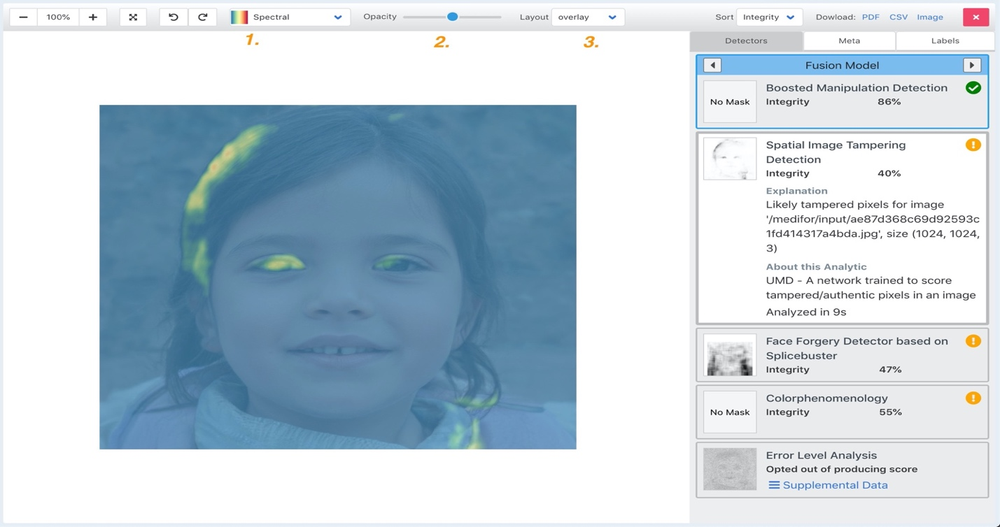 100%
Spectral
Opacity
Layout
overlay
Sort
Integrity
Dowload:
PDF
CSV
Image
1.
2.
3.
Detectors
Meta
Labels
Fusion Model
No Mask
Boosted Manipulation Detection
Integrity 86%
Spatial Image Tampering
Detection
Integrity 40%
Explanation
Likely tampered pixels for image
'/medifor/input/ae87d368c69d92593c
1fd414317a4bda.jpg', size (1024, 1024,
3)
About this Analytic
UMD - A network trained to score
tampered/authentic pixels in an image
Analyzed in 9s
Face Forgery Detector based on
Splicebuster
Integrity 47%
No Mask
Colorphenomenology
Integrity 55%
Error Level Analysis
Opted out of producing score
Supplemental Data